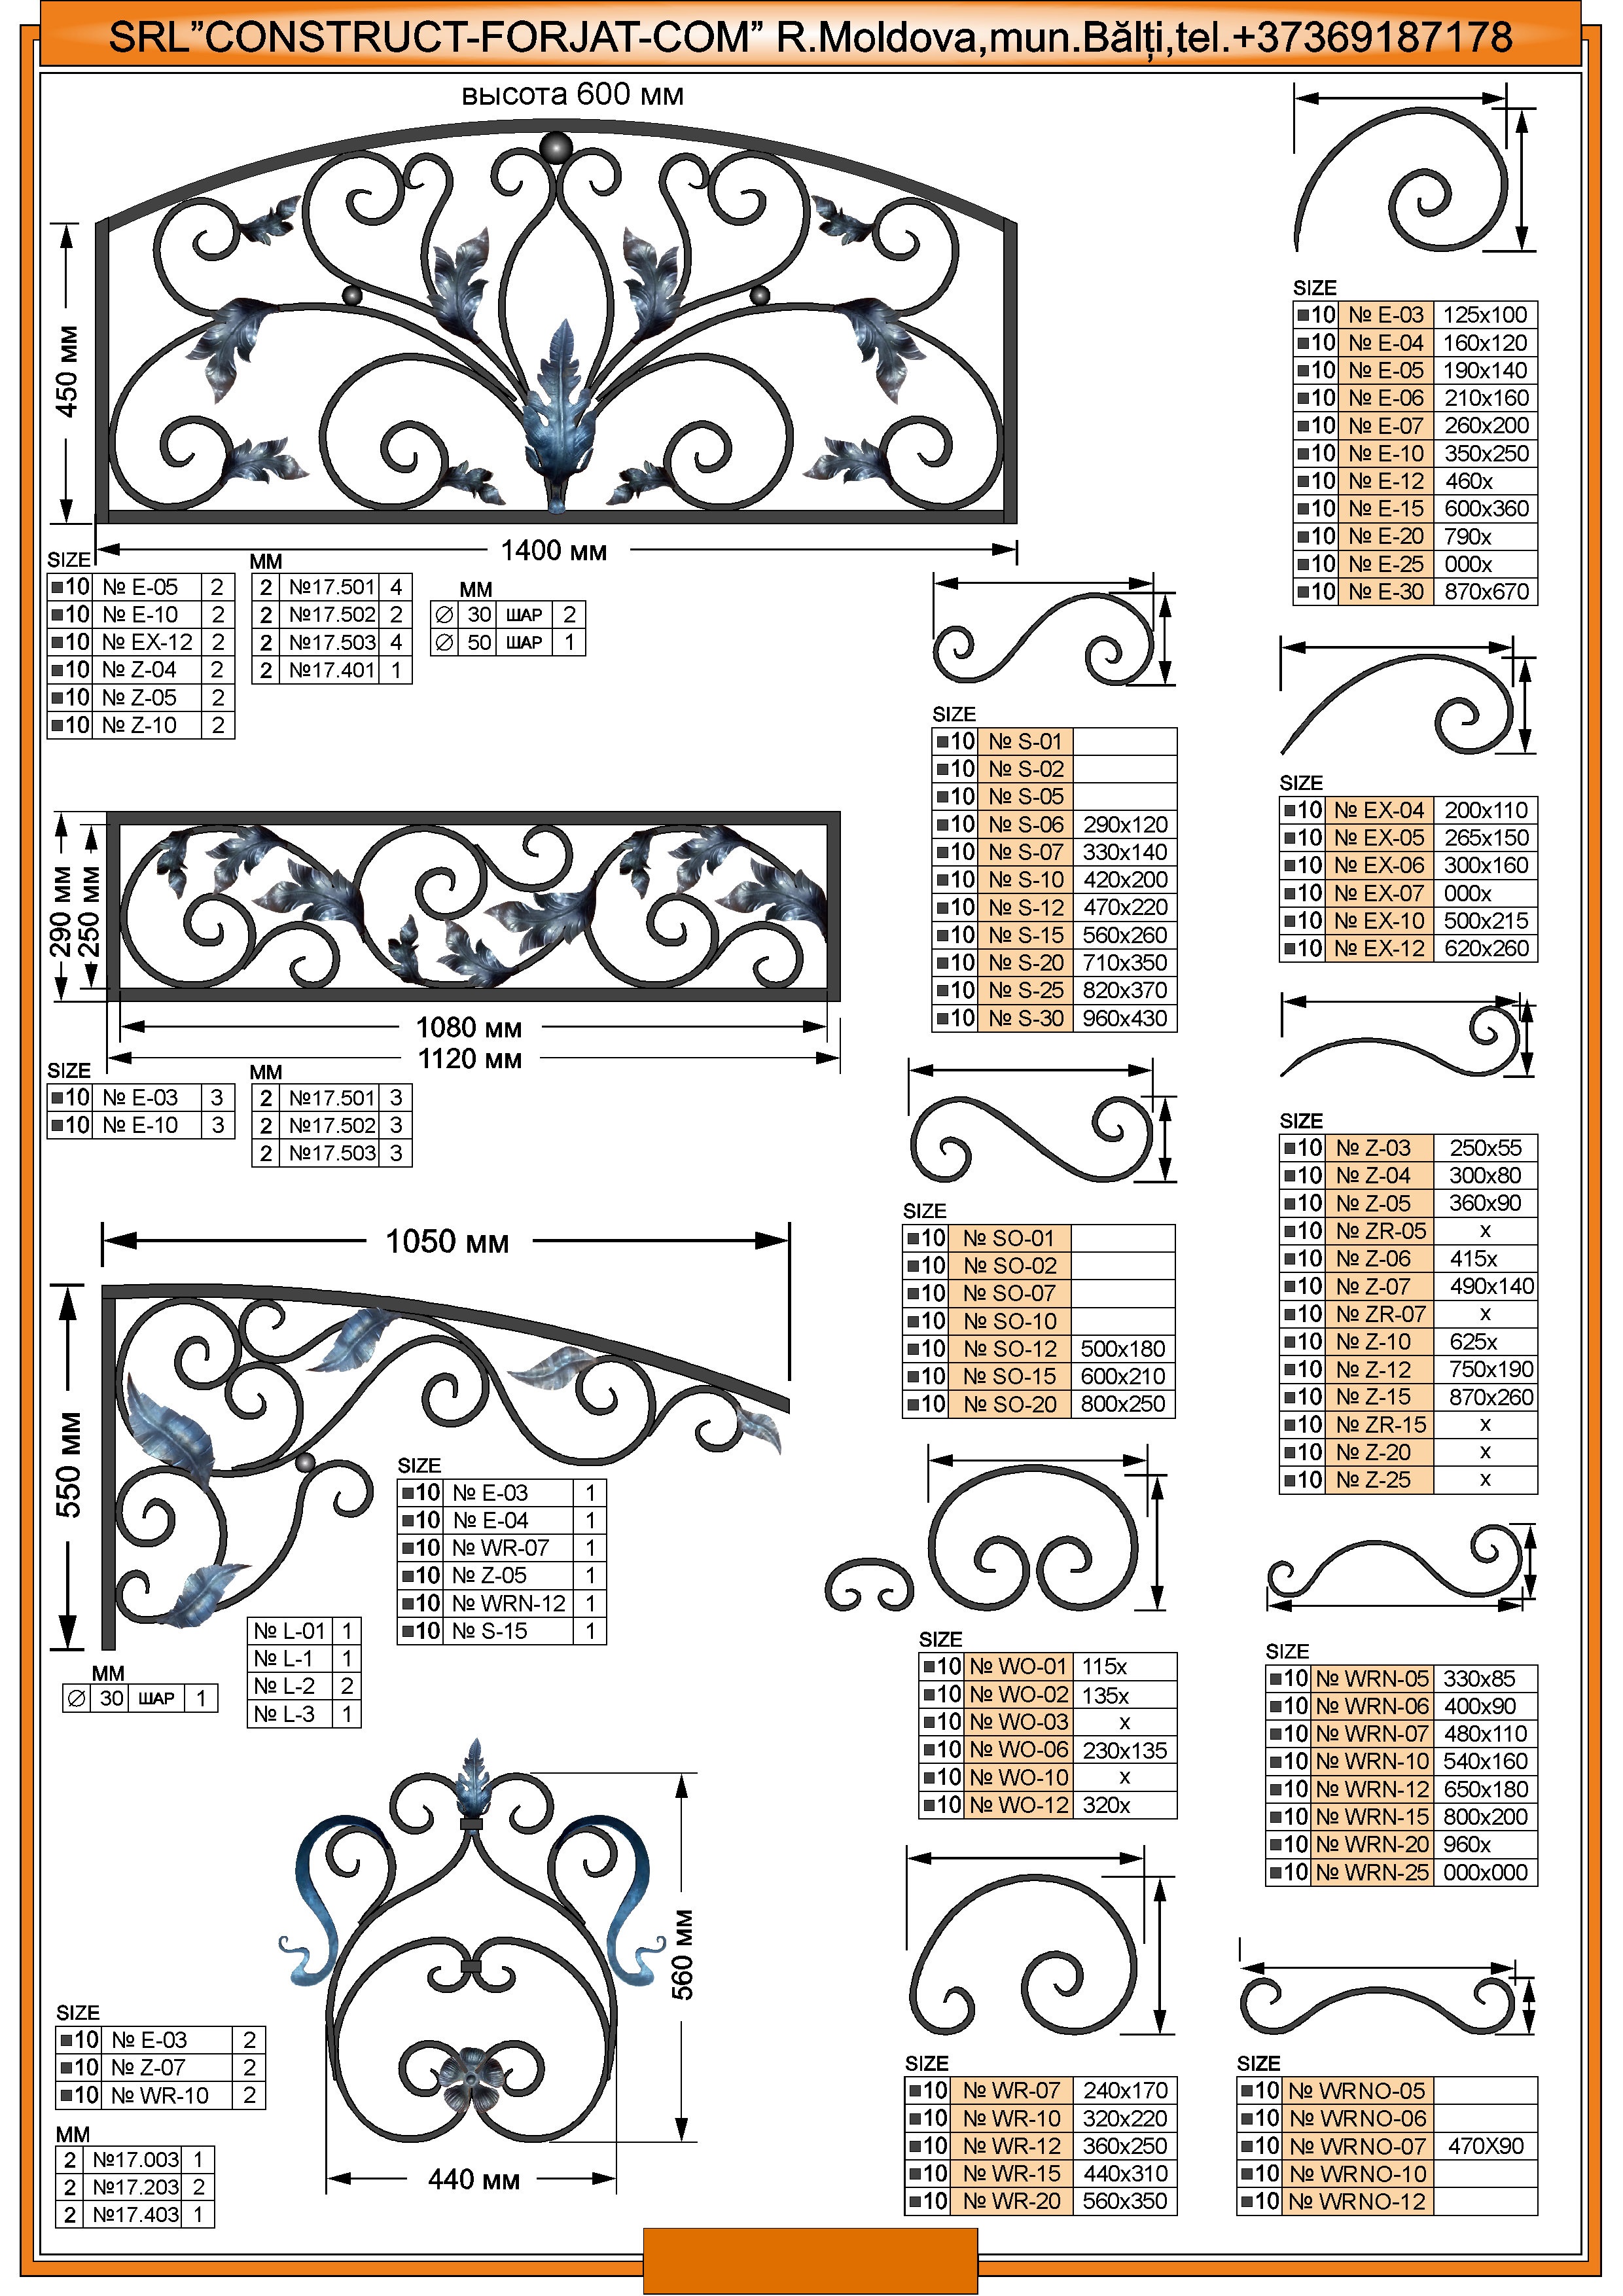 SRL”CONSTRUCT-FORJAT-COM” R.Moldova,mun.Bălți,tel.+37369187178
высота 600 мм
450 мм
1400 мм
SIZE
10 № E-05 2
10 № E-10 2
10 № EX-12 2
10 № Z-04 2
10 № Z-05 2
10 № Z-10 2
ММ
2 №17.501 4
2 №17.502 2
2 №17.503 4
2 №17.401 1
ММ
∅ 30 ШАР 2
∅ 50 ШАР 1
290 мм
250 мм
1080 мм
1120 мм
SIZE
10 № E-03 3
10 № E-10 3
ММ
2 №17.501 3
2 №17.502 3
2 №17.503 3
1050 мм
550 мм
SIZE
10 № E-03 1
10 № E-04 1
10 № WR-07 1
10 № Z-05 1
10 № WRN-12 1
10 № S-15 1
№ L-01 1
№ L-1 1
№ L-2 2
№ L-3 1
ММ
∅ 30 ШАР 1
560 мм
440 мм
SIZE
10 № E-03 2
10 № Z-07 2
10 № WR-10 2
ММ
2 №17.003 1
2 №17.203 2
2 №17.403 1
SIZE
10 № S-01
10 № S-02
10 № S-05
10 № S-06 290x120
10 № S-07 330x140
10 № S-10 420x200
10 № S-12 470x220
10 № S-15 560x260
10 № S-20 710x350
10 № S-25 820x370
10 № S-30 960x430
SIZE
10 № SO-01
10 № SO-02
10 № SO-07
10 № SO-10
10 № SO-12 500x180
10 № SO-15 600x210
10 № SO-20 800x250
SIZE
10 № WO-01 115x
10 № WO-02 135x
10 № WO-03 x
10 № WO-06 230x135
10 № WO-10 x
10 № WO-12 320x
SIZE
10 № WR-07 240x170
10 № WR-10 320x220
10 № WR-12 360x250
10 № WR-15 440x310
10 № WR-20 560x350
SIZE
10 № E-03 125x100
10 № E-04 160x120
10 № E-05 190x140
10 № E-06 210x160
10 № E-07 260x200
10 № E-10 350x250
10 № E-12 460x
10 № E-15 600x360
10 № E-20 790x
10 № E-25 000x
10 № E-30 870x670
SIZE
10 № EX-04 200x110
10 № EX-05 265x150
10 № EX-06 300x160
10 № EX-07 000x
10 № EX-10 500x215
10 № EX-12 620x260
SIZE
10 № Z-03 250x55
10 № Z-04 300x80
10 № Z-05 360x90
10 № ZR-05 x
10 № Z-06 415x
10 № Z-07 490x140
10 № ZR-07 x
10 № Z-10 625x
10 № Z-12 750x190
10 № Z-15 870x260
10 № ZR-15 x
10 № Z-20 x
10 № Z-25 x
SIZE
10 № WRN-05 330x85
10 № WRN-06 400x90
10 № WRN-07 480x110
10 № WRN-10 540x160
10 № WRN-12 650x180
10 № WRN-15 800x200
10 № WRN-20 960x
10 № WRN-25 000x000
SIZE
10 № WRNO-05
10 № WRNO-06
10 № WRNO-07 470X90
10 № WRNO-10
10 № WRNO-12